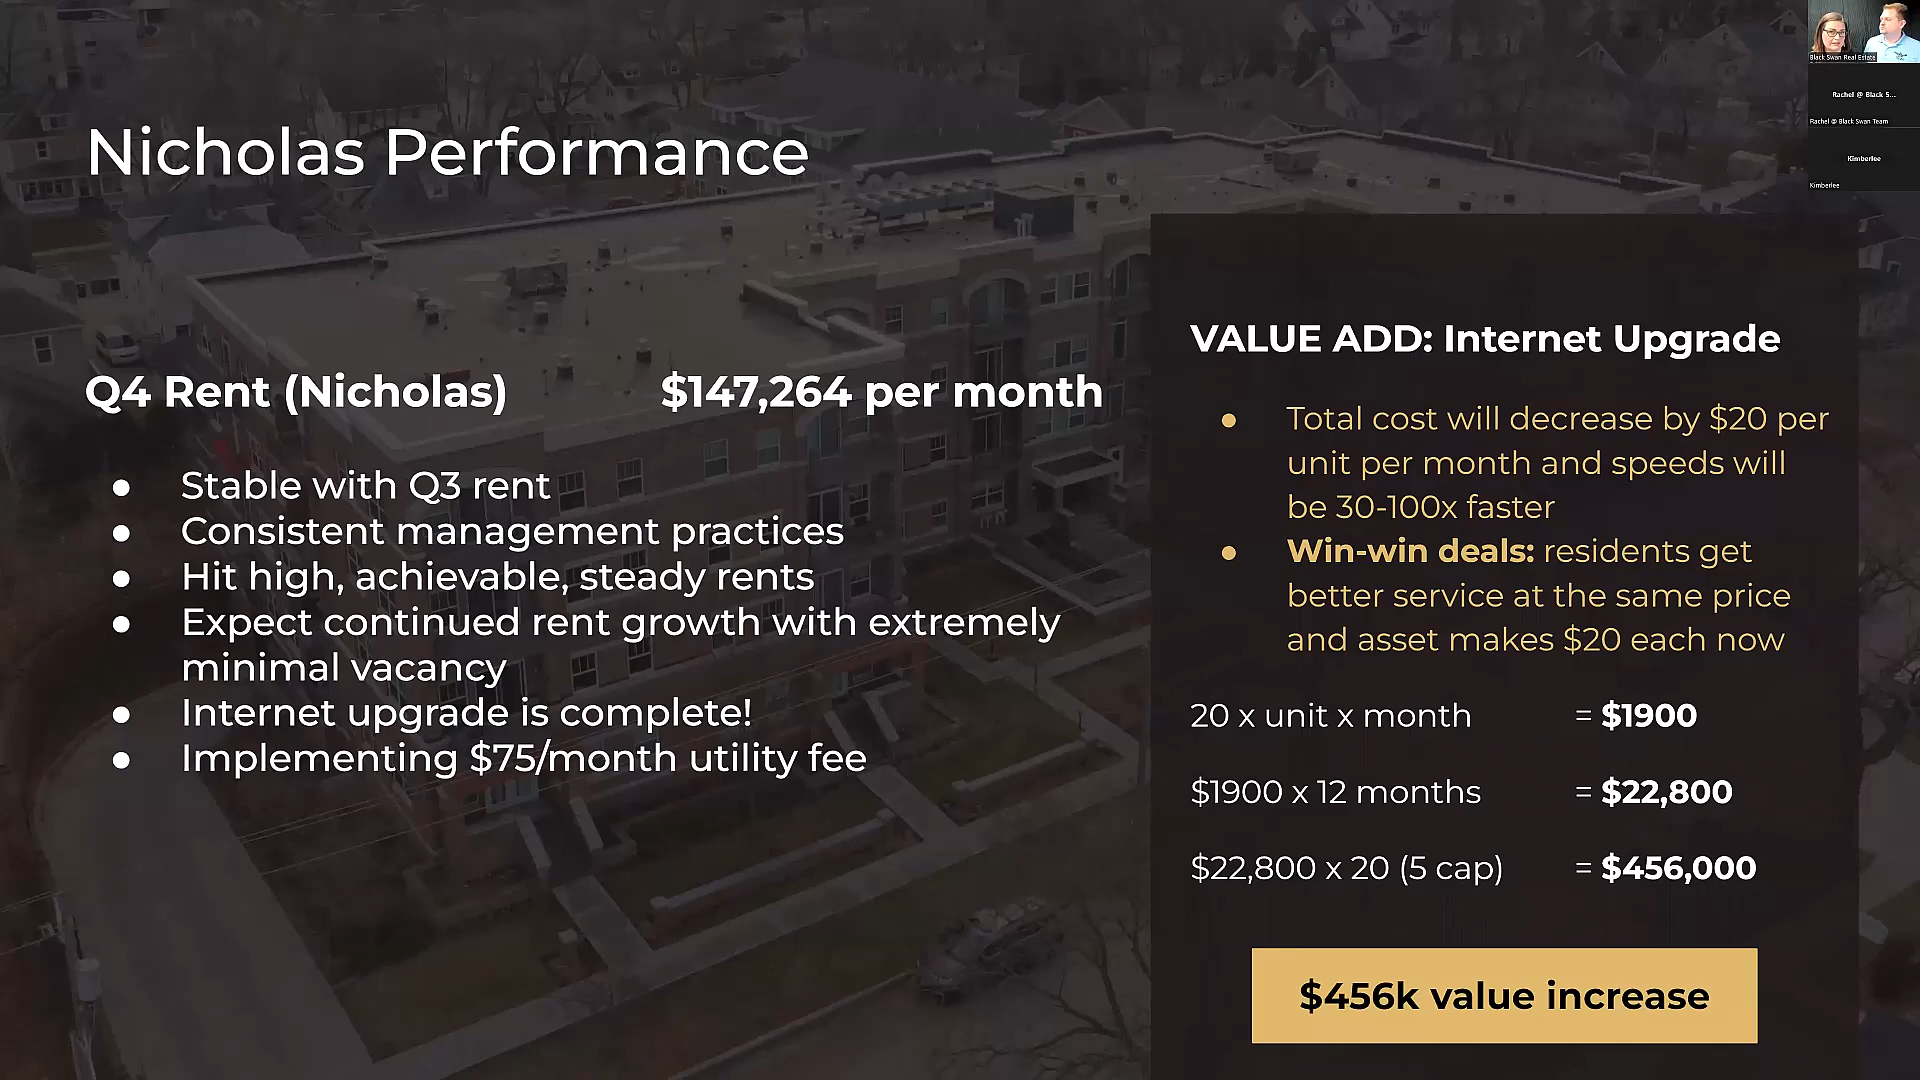 Nicholas Performance
Q4 Rent (Nicholas) $147,264 per month
● Stable with Q3 rent
● Consistent management practices
● Hit high, achievable, steady rents
● Expect continued rent growth with extremely
minimal vacancy
● Internet upgrade is complete!
● Implementing $75/month utility fee
VALUE ADD: Internet Upgrade
● Total cost will decrease by $20 per
unit per month and speeds will
be 30-100x faster
● Win-win deals: residents get
better service at the same price
and asset makes $20 each now
20 x unit x month = $1900
$1900 x 12 months = $22,800
$22,800 x 20 (5 cap) = $456,000
$456k value increase
Black Swan Real Estate
Rachel @ Black S...
Rachel @ Black Swan Team
Kimberlee
Kimberlee